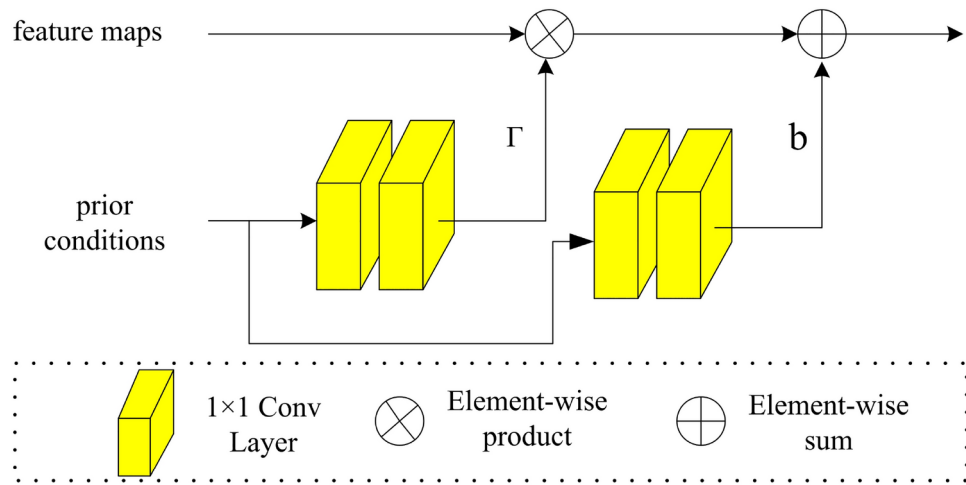 feature maps
Γ
b
prior
conditions
1×1 Conv
Layer
Element-wise
product
Element-wise
sum